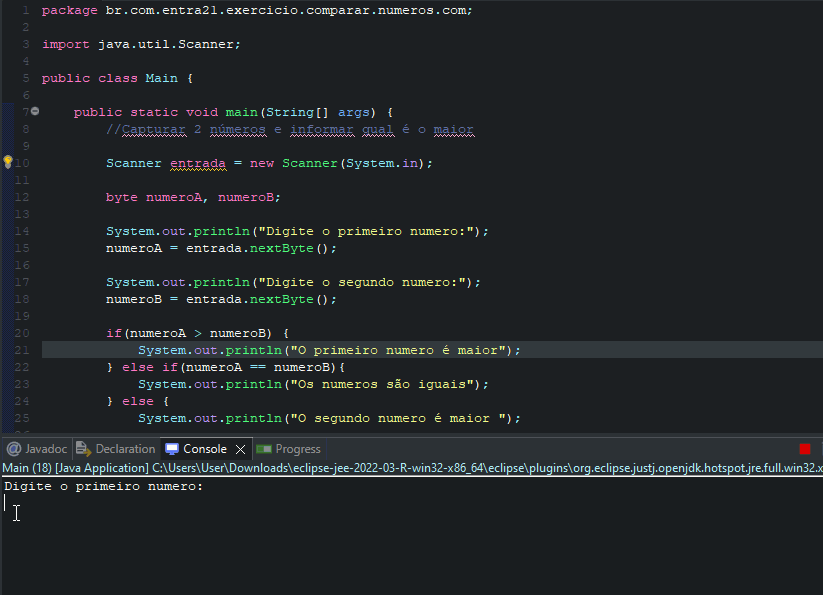 1 package br.com.entra21.exercicio.comparar.numeros.com;
2
3 import java.util.Scanner;
4
5 public class Main {
6
7 public static void main(String[] args) {
8 //Capturar 2 números e informar qual é o maior
9
10 Scanner entrada = new Scanner(System.in);
11
12 byte numeroA, numeroB;
13
14 System.out.println("Digite o primeiro numero:");
15 numeroA = entrada.nextByte();
16
17 System.out.println("Digite o segundo numero:");
18 numeroB = entrada.nextByte();
19
20 if(numeroA > numeroB) {
21 System.out.println("O primeiro numero é maior");
22 } else if(numeroA == numeroB){
23 System.out.println("Os numeros são iguais");
24 } else {
25 System.out.println("O segundo numero é maior ");
@ Javadoc Declaration Console Progress
Main (18) [Java Application] C:\Users\User\Downloads\eclipse-jee-2022-03-R-win32-x86_64\eclipse\plugins\org.eclipse.justj.openjdk.hotspot.jre.full.win32.x
Digite o primeiro numero: